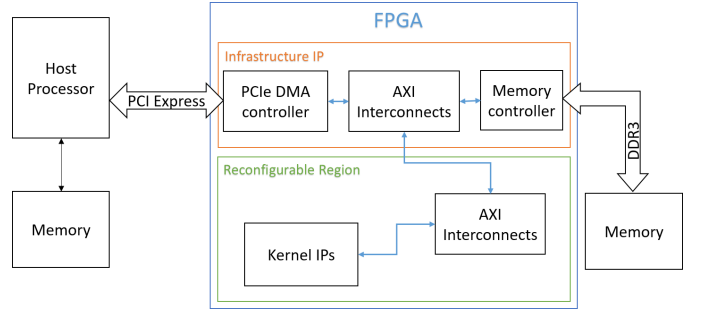 FPGA
Infrastructure IP
Host
Processor
PCI Express
PCIe DMA
controller
AXI
Interconnects
Memory
controller
DDR3
Reconfigurable Region
Memory
AXI
Interconnects
Kernel IPs
Memory